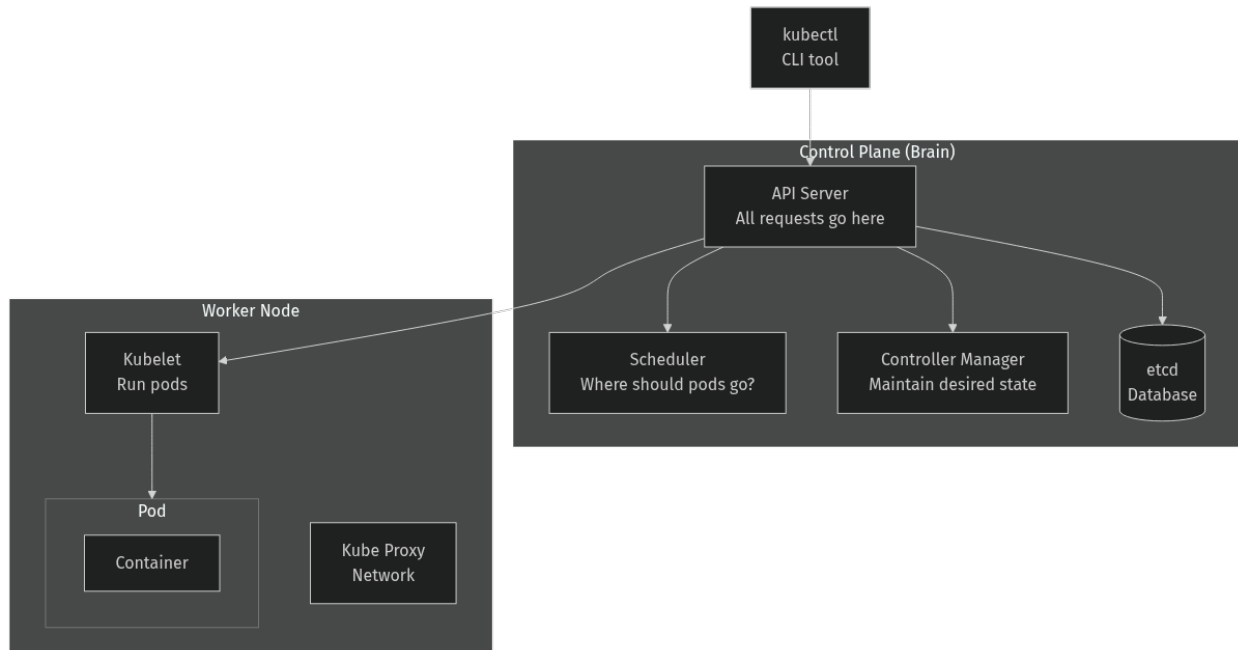 kubectl
CLI tool
Control Plane (Brain)
API Server
All requests go here
Worker Node
Kubelet
Run pods
Scheduler
Where should pods go?
Controller Manager
Maintain desired state
etcd
Database
Pod
Container
Kube Proxy
Network